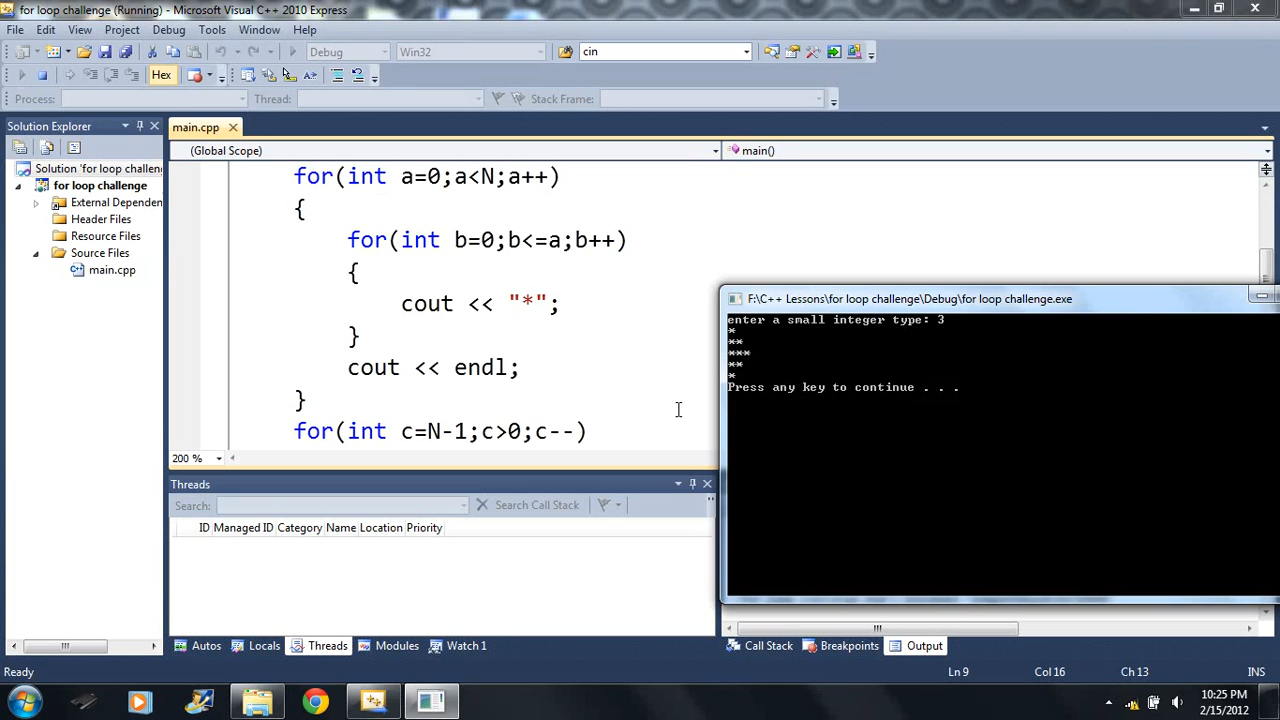 for loop challenge (Running) - Microsoft Visual C++ 2010 Express
File Edit View Project Debug Tools Window Help
Debug Win32 cin
Hex
Process: Thread: Stack Frame:
Solution Explorer
main.cpp
(Global Scope) main()
Solution 'for loop challen
for loop challenge
External Dependen
Header Files
Resource Files
Source Files
main.cpp
for(int a=0;a<N;a++)
{
for(int b=0;b<=a;b++)
{
cout << "*";
}
cout << endl;
}
for(int c=N-1;c>0;c--)
200 %
F:\C++ Lessons\for loop challenge\Debug\for loop challenge.exe
enter a small integer type: 3
*
**
***
**
*
Press any key to continue . . .
Threads
Search: Search Call Stack
ID Managed ID Category Name Location Priority
Autos Locals Threads Modules Watch 1
Call Stack Breakpoints Output
Ready Ln 9 Col 16 Ch 13 INS
10:25 PM
2/15/2012